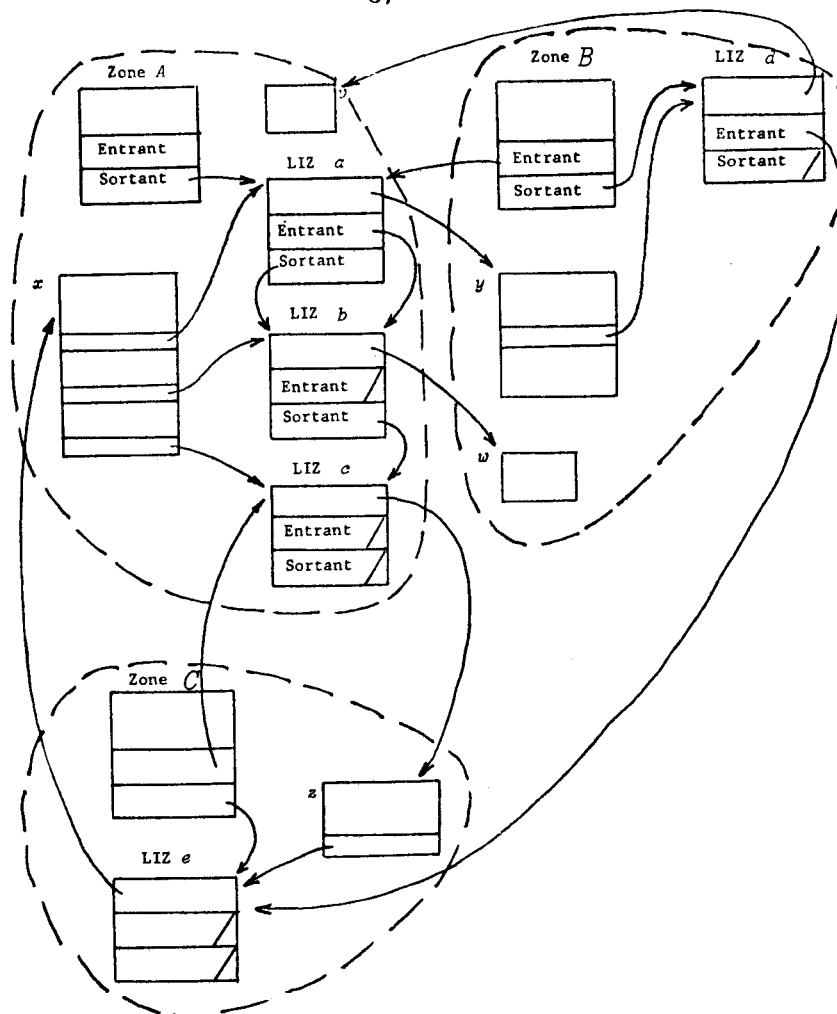 Zone A
v
Zone B
LIZ d
Entrant
Sortant
LIZ a
Entrant
Sortant
Entrant
Sortant
Entrant
Sortant
x
y
LIZ b
Entrant
Sortant
w
LIZ c
Entrant
Sortant
Zone C
z
LIZ e